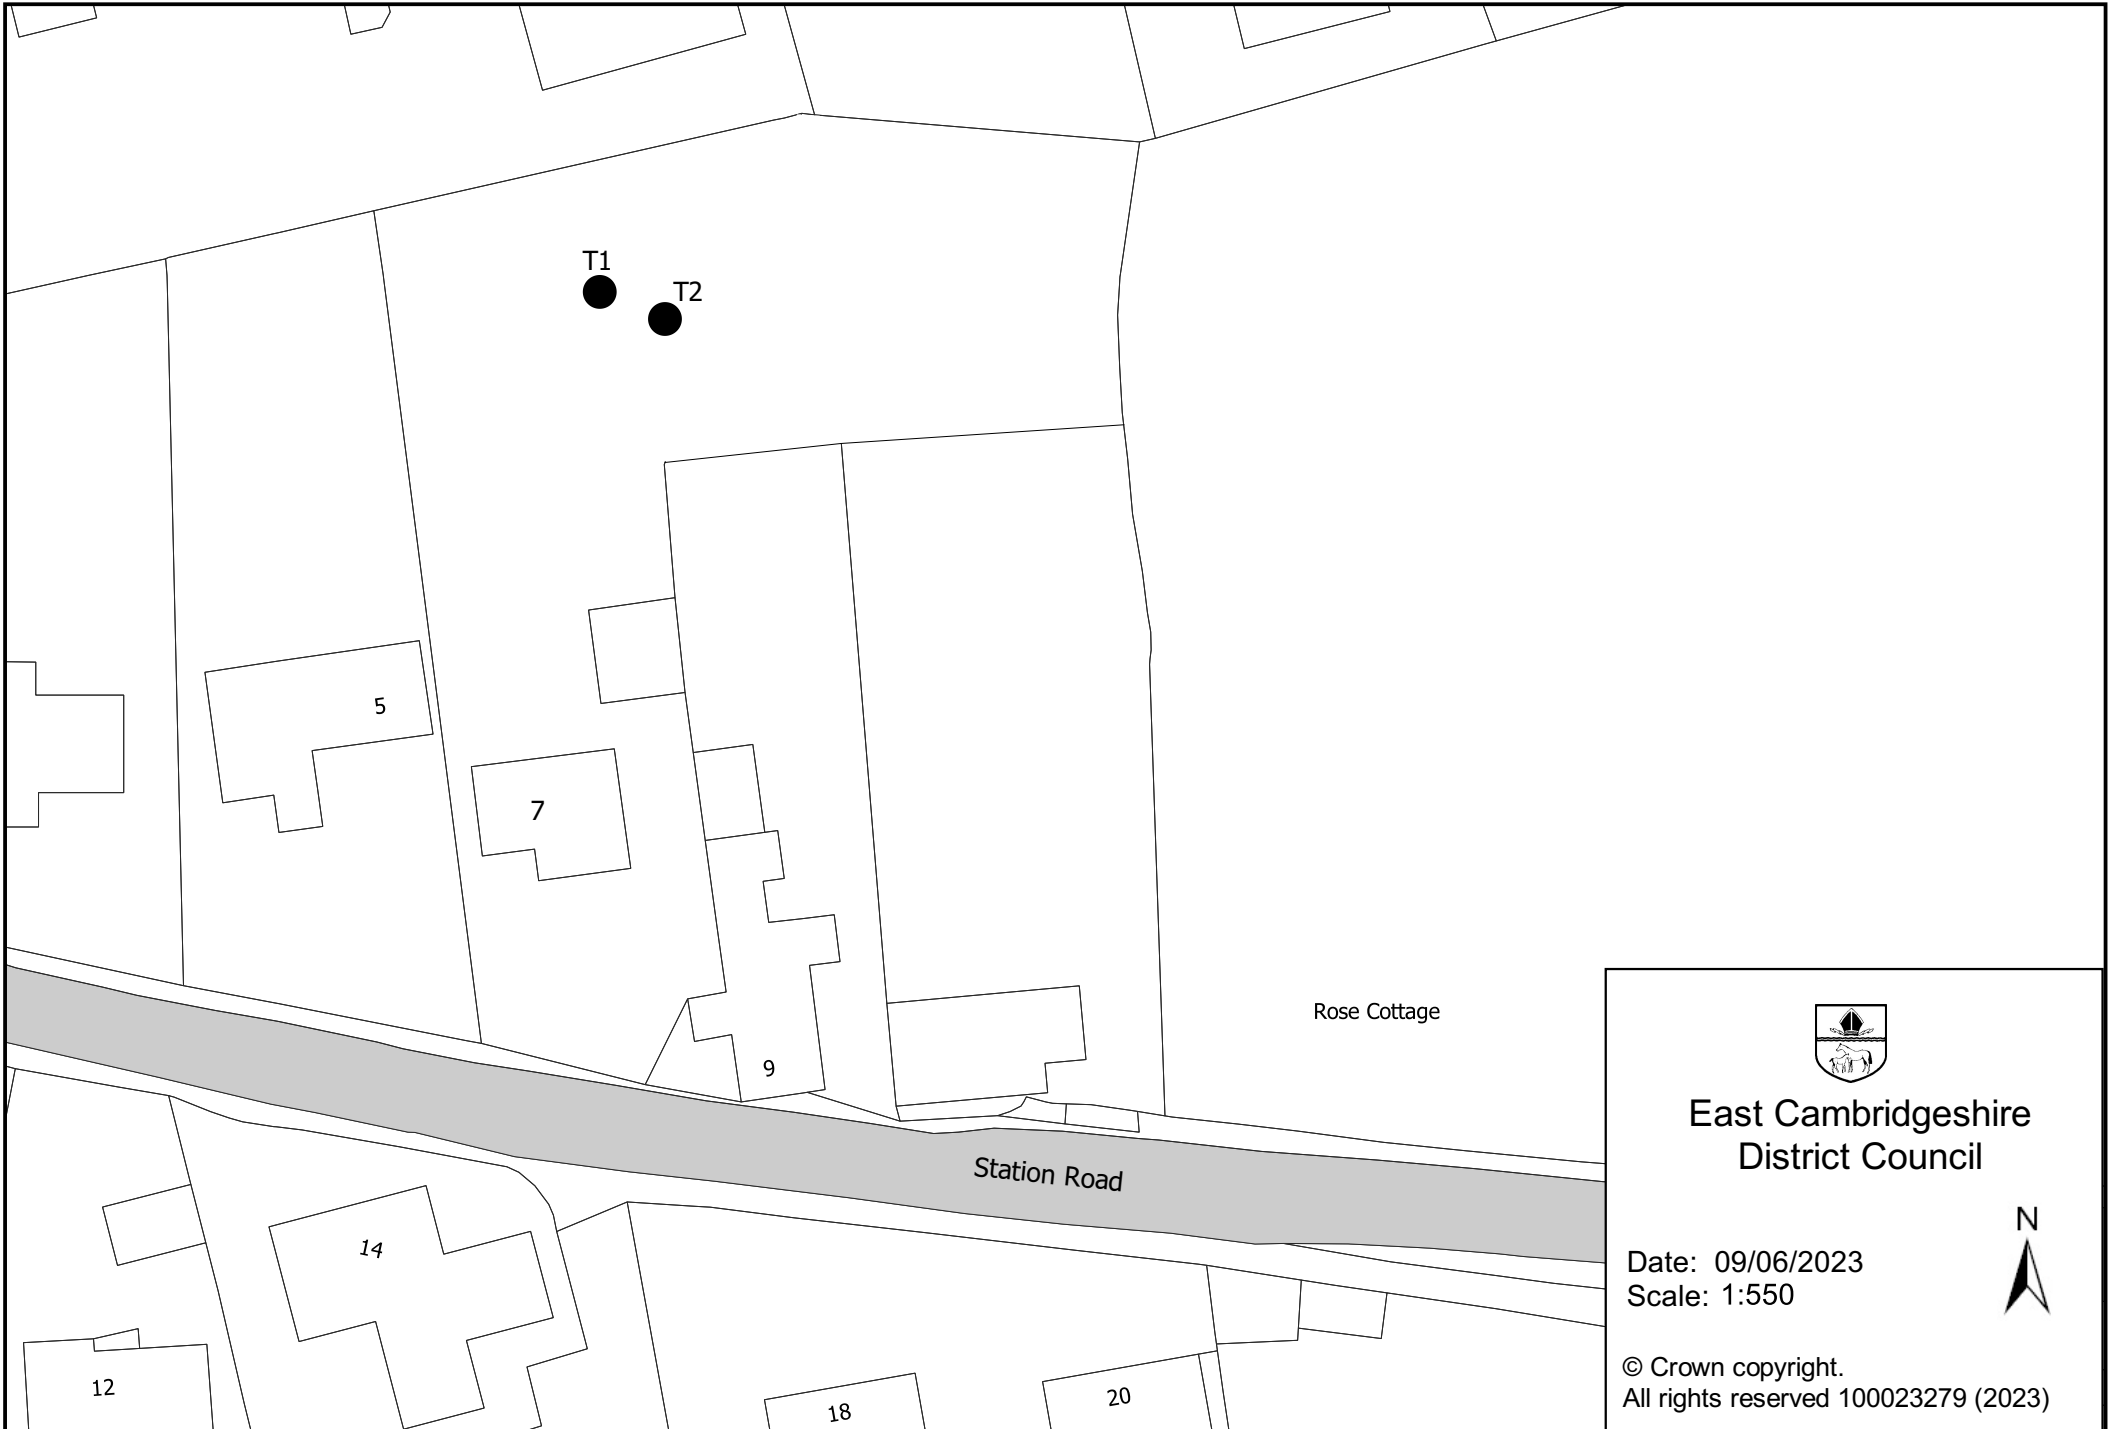 T1
T2
5
7
Rose Cottage
9
Station Road
14
12
18
20
East Cambridgeshire
District Council
N
Date: 09/06/2023
Scale: 1:550
© Crown copyright.
All rights reserved 100023279 (2023)